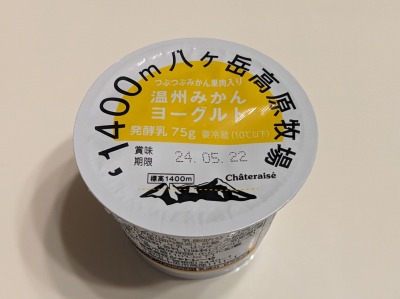 1400m八ヶ岳高原牧場
つぶつぶみかん果肉入り
温州みかん
ヨーグルト
発酵乳 75g 要冷蔵(10℃以下)
賞味
期限
24.05.22
標高1400m
Châteraisé